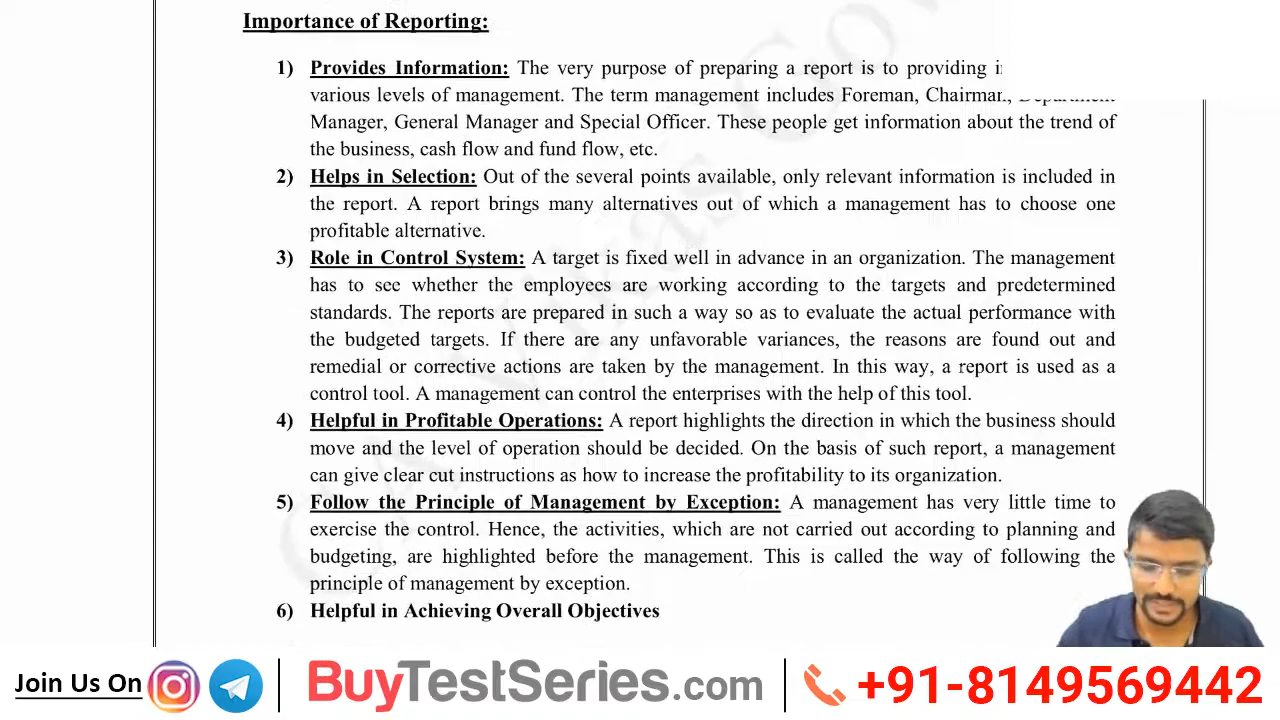 Importance of Reporting:
1) Provides Information: The very purpose of preparing a report is to providing
various levels of management. The term management includes Foreman, Chairman,
Manager, General Manager and Special Officer. These people get information about the trend of
the business, cash flow and fund flow, etc.
2) Helps in Selection: Out of the several points available, only relevant information is included in
the report. A report brings many alternatives out of which a management has to choose one
profitable alternative.
3) Role in Control System: A target is fixed well in advance in an organization. The management
has to see whether the employees are working according to the targets and predetermined
standards. The reports are prepared in such a way so as to evaluate the actual performance with
the budgeted targets. If there are any unfavorable variances, the reasons are found out and
remedial or corrective actions are taken by the management. In this way, a report is used as a
control tool. A management can control the enterprises with the help of this tool.
4) Helpful in Profitable Operations: A report highlights the direction in which the business should
move and the level of operation should be decided. On the basis of such report, a management
can give clear cut instructions as how to increase the profitability to its organization.
5) Follow the Principle of Management by Exception: A management has very little time to
exercise the control. Hence, the activities, which are not carried out according to planning and
budgeting, are highlighted before the management. This is called the way of following the
principle of management by exception.
6) Helpful in Achieving Overall Objectives
Join Us On
BuyTestSeries.com
+91-8149569442